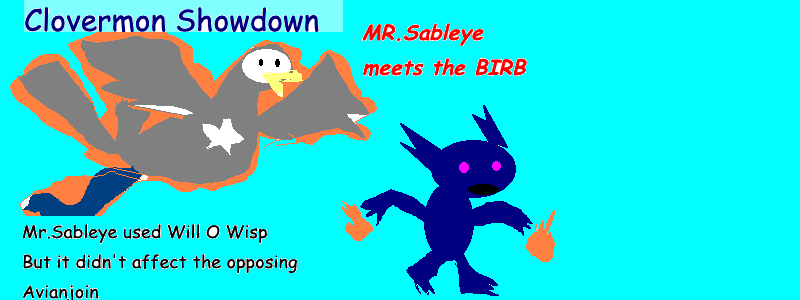 Clovermon Showdown
MR.Sableye
meets the BIRB
Mr.Sableye used Will O Wisp
But it didn't affect the opposing
Avianjoin